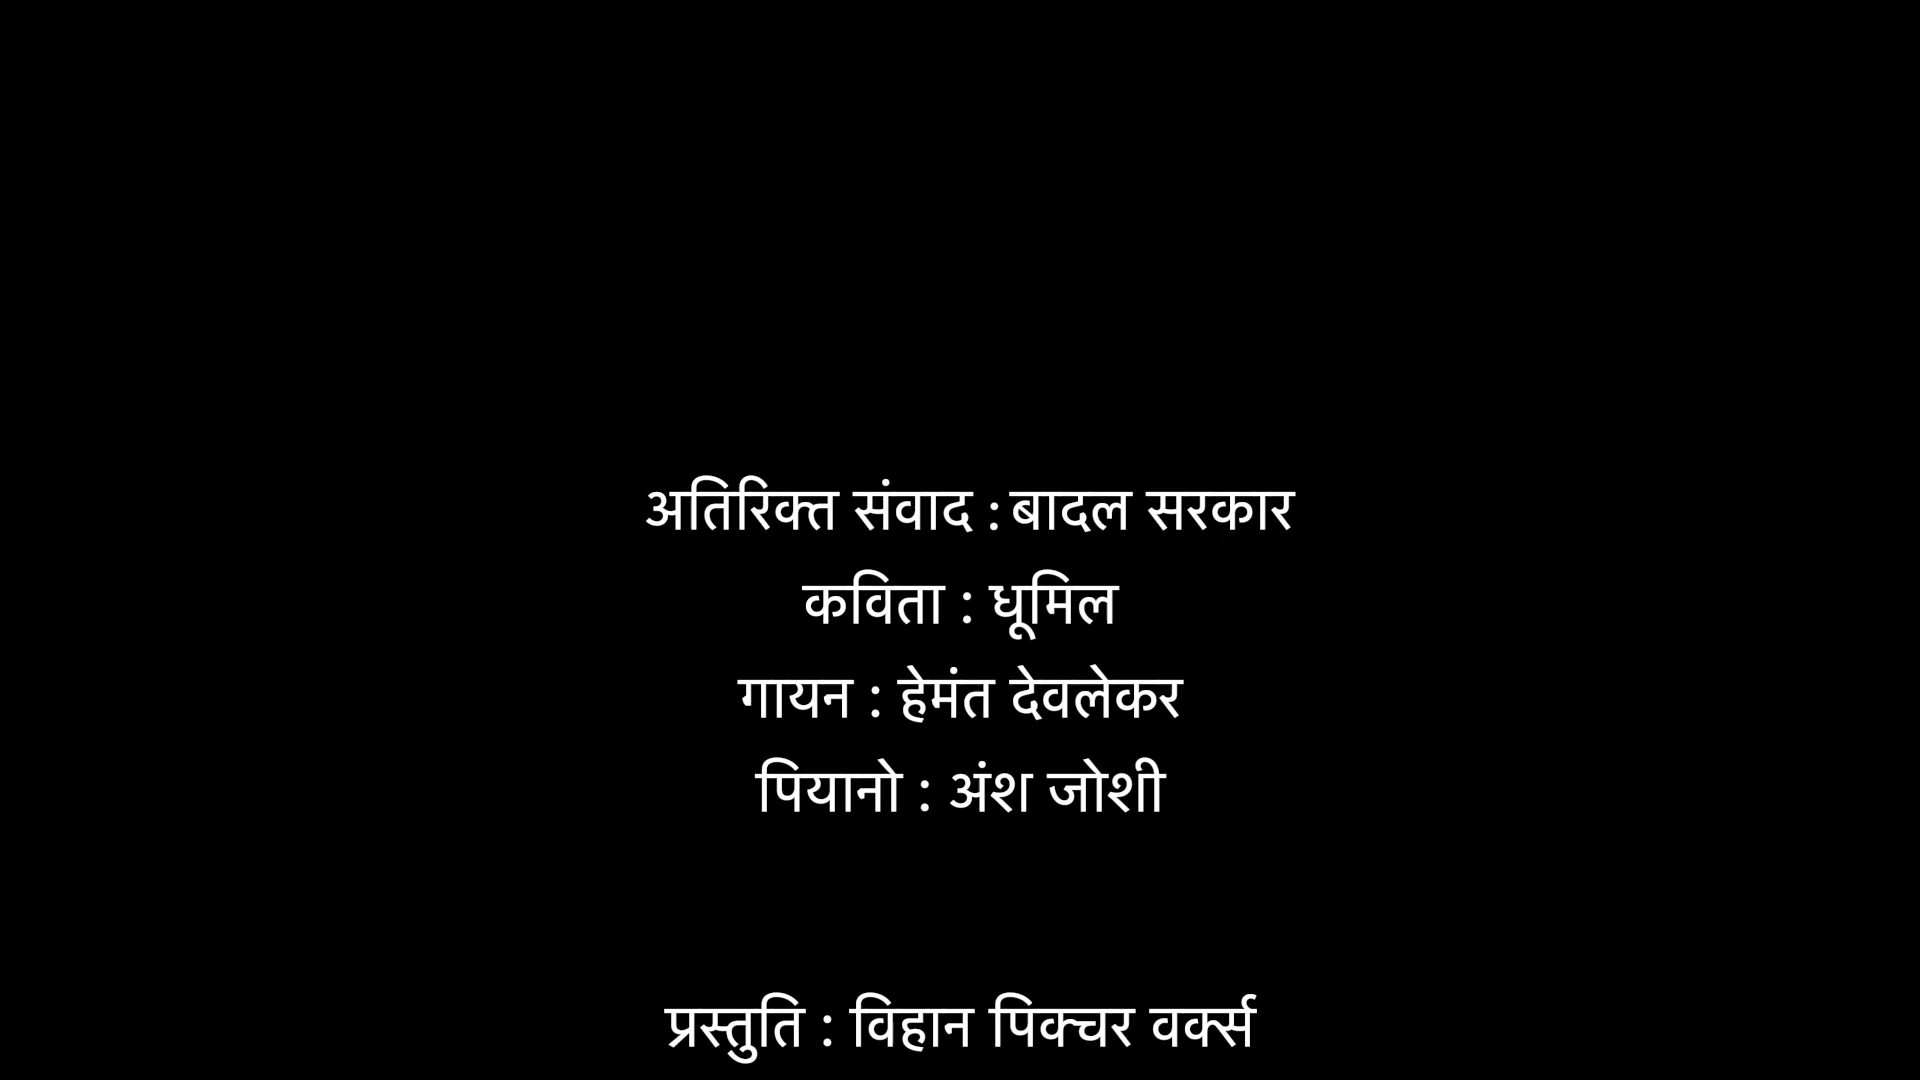 अतिरिक्त संवाद : बादल सरकार
कविता : धूमिल
गायन : हेमंत देवलेकर
पियानो : अंश जोशी
प्रस्तुति : विहान पिक्चर वर्क्स